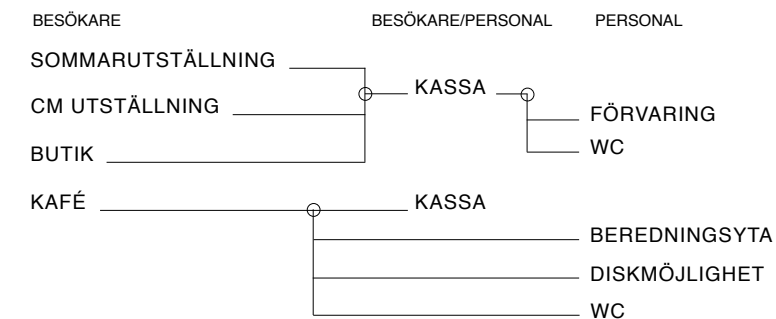 BESÖKARE BESÖKARE/PERSONAL PERSONAL
SOMMARUTSTÄLLNING
KASSA
CM UTSTÄLLNING
FÖRVARING
BUTIK
WC
KAFÉ KASSA
BEREDNINGSYTA
DISKMÖJLIGHET
WC